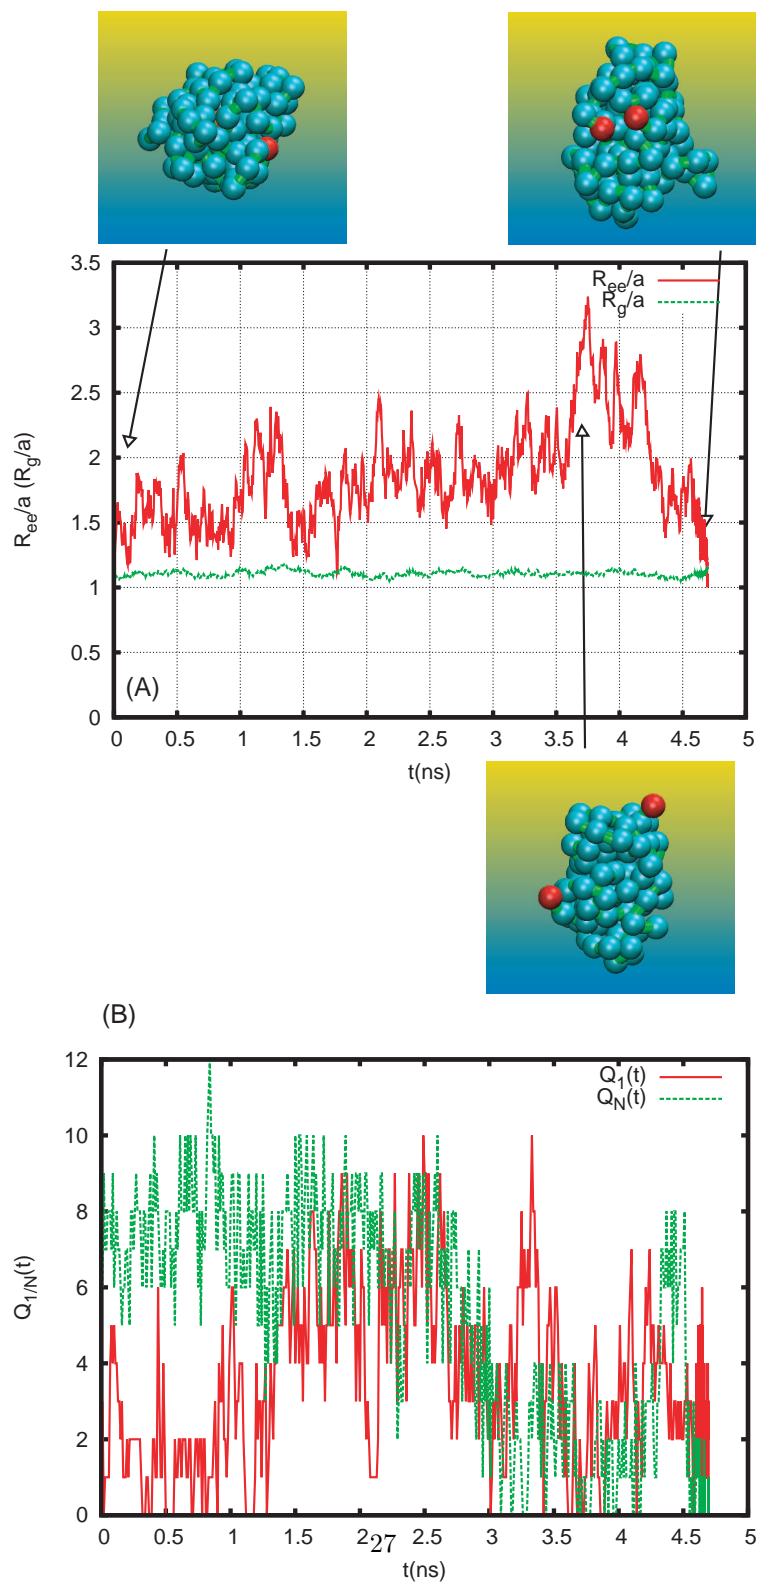 3.5
3
2.5
2
1.5
1
0.5
0
R_ee/a (R_g/a)
R_ee/a
R_g/a
(A)
0 0.5 1 1.5 2 2.5 3 3.5 4 4.5 5
t(ns)
(B)
12
10
8
6
4
2
0
Q_1/N(t)
Q_1(t)
Q_N(t)
0 0.5 1 1.5 2 2.5 3 3.5 4 4.5 5
27
t(ns)